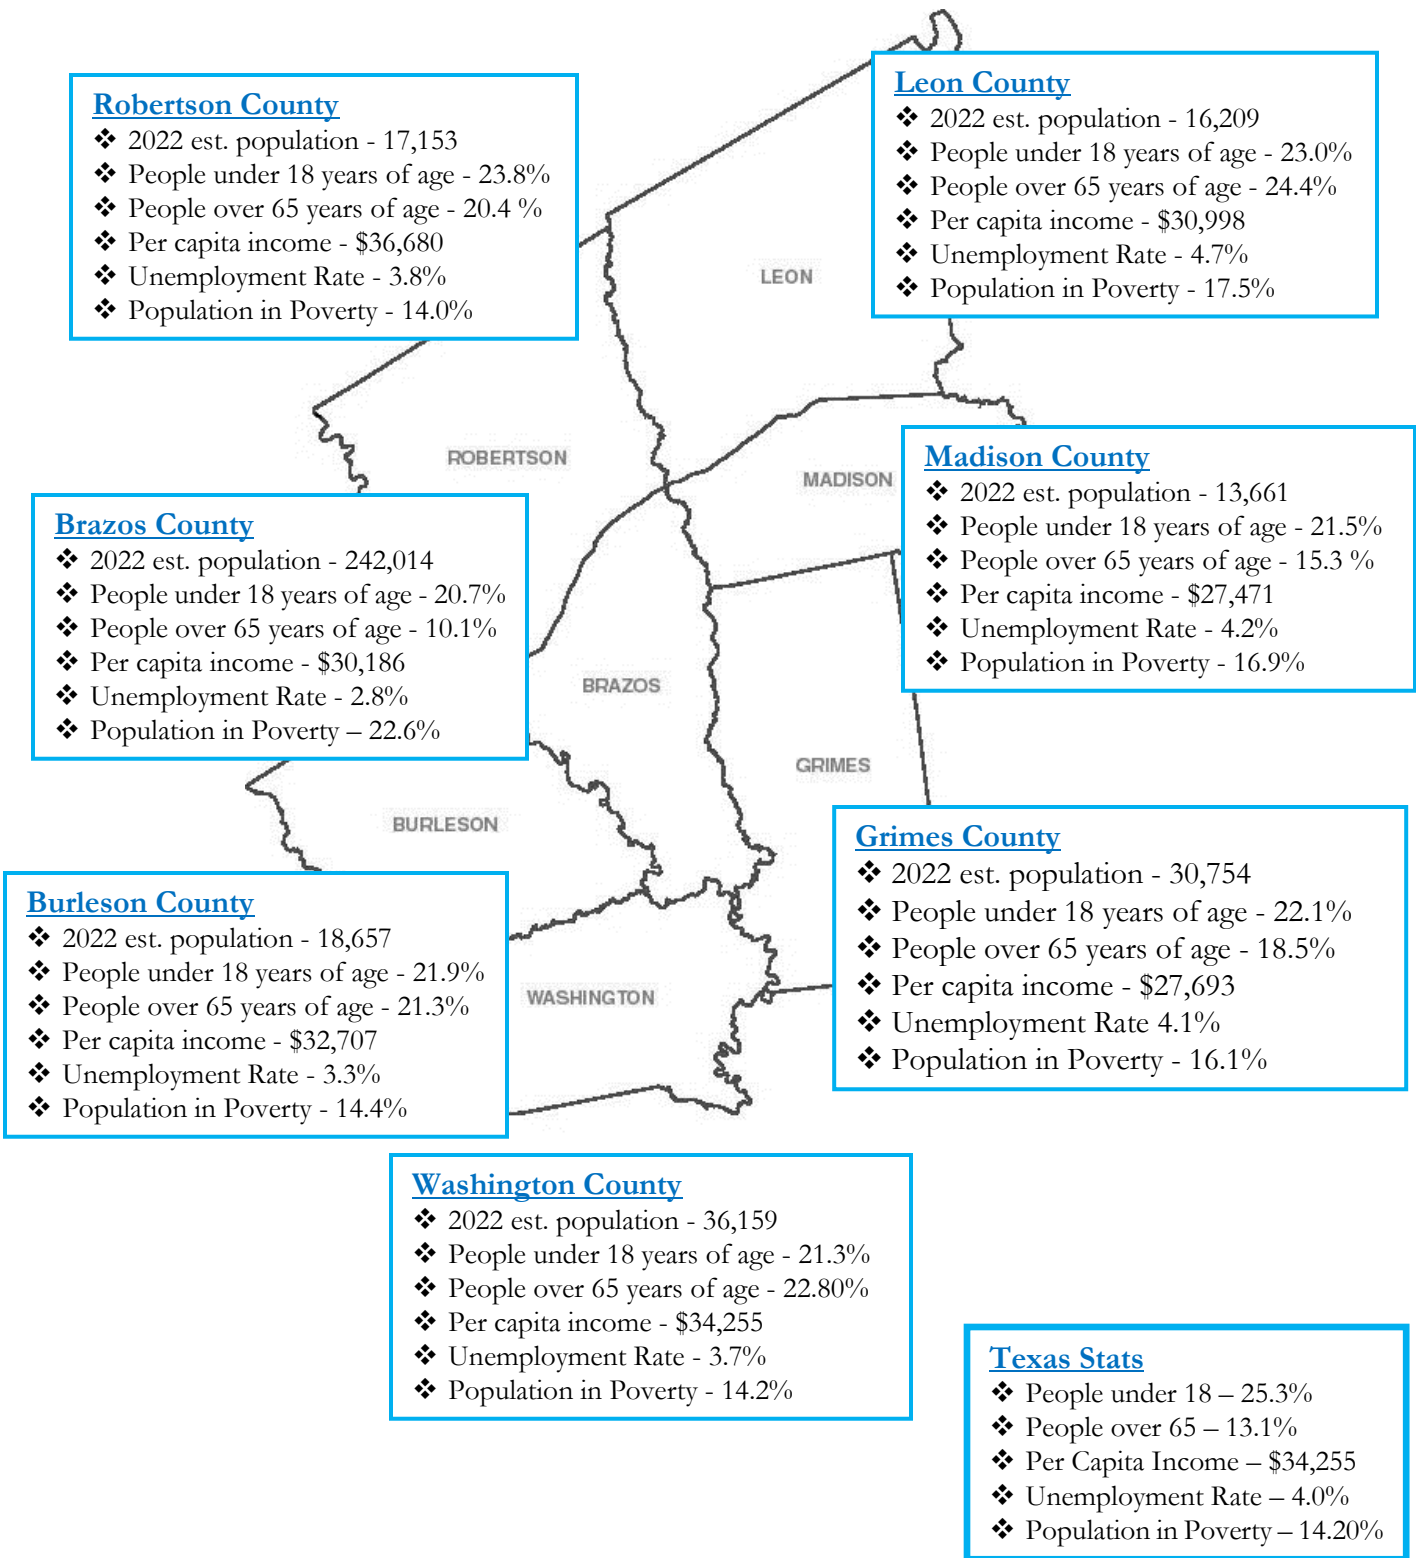 Robertson County
❖ 2022 est. population - 17,153
❖ People under 18 years of age - 23.8%
❖ People over 65 years of age - 20.4 %
❖ Per capita income - $36,680
❖ Unemployment Rate - 3.8%
❖ Population in Poverty - 14.0%
Leon County
❖ 2022 est. population - 16,209
❖ People under 18 years of age - 23.0%
❖ People over 65 years of age - 24.4%
❖ Per capita income - $30,998
❖ Unemployment Rate - 4.7%
❖ Population in Poverty - 17.5%
LEON
ROBERTSON
MADISON
Madison County
❖ 2022 est. population - 13,661
❖ People under 18 years of age - 21.5%
❖ People over 65 years of age - 15.3 %
❖ Per capita income - $27,471
❖ Unemployment Rate - 4.2%
❖ Population in Poverty - 16.9%
Brazos County
❖ 2022 est. population - 242,014
❖ People under 18 years of age - 20.7%
❖ People over 65 years of age - 10.1%
❖ Per capita income - $30,186
❖ Unemployment Rate - 2.8%
❖ Population in Poverty – 22.6%
BRAZOS
GRIMES
BURLESON
Grimes County
❖ 2022 est. population - 30,754
❖ People under 18 years of age - 22.1%
❖ People over 65 years of age - 18.5%
❖ Per capita income - $27,693
❖ Unemployment Rate 4.1%
❖ Population in Poverty - 16.1%
Burleson County
❖ 2022 est. population - 18,657
❖ People under 18 years of age - 21.9%
❖ People over 65 years of age - 21.3%
❖ Per capita income - $32,707
❖ Unemployment Rate - 3.3%
❖ Population in Poverty - 14.4%
WASHINGTON
Washington County
❖ 2022 est. population - 36,159
❖ People under 18 years of age - 21.3%
❖ People over 65 years of age - 22.80%
❖ Per capita income - $34,255
❖ Unemployment Rate - 3.7%
❖ Population in Poverty - 14.2%
Texas Stats
❖ People under 18 – 25.3%
❖ People over 65 – 13.1%
❖ Per Capita Income – $34,255
❖ Unemployment Rate – 4.0%
❖ Population in Poverty – 14.20%